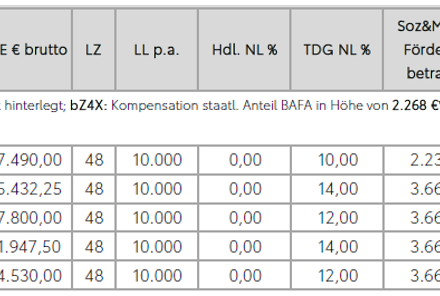 Soz&M
E € brutto LZ LL p.a. Hdl. NL % TDG NL % Förde
betra
hinterlegt; bZ4X: Kompensation staatl. Anteil BAFA in Höhe von 2.268 €
7.490,00 48 10.000 0,00 10,00 2.23
5.432,25 48 10.000 0,00 14,00 3.66
7.800,00 48 10.000 0,00 12,00 3.66
1.947,50 48 10.000 0,00 14,00 3.66
4.530,00 48 10.000 0,00 12,00 3.66